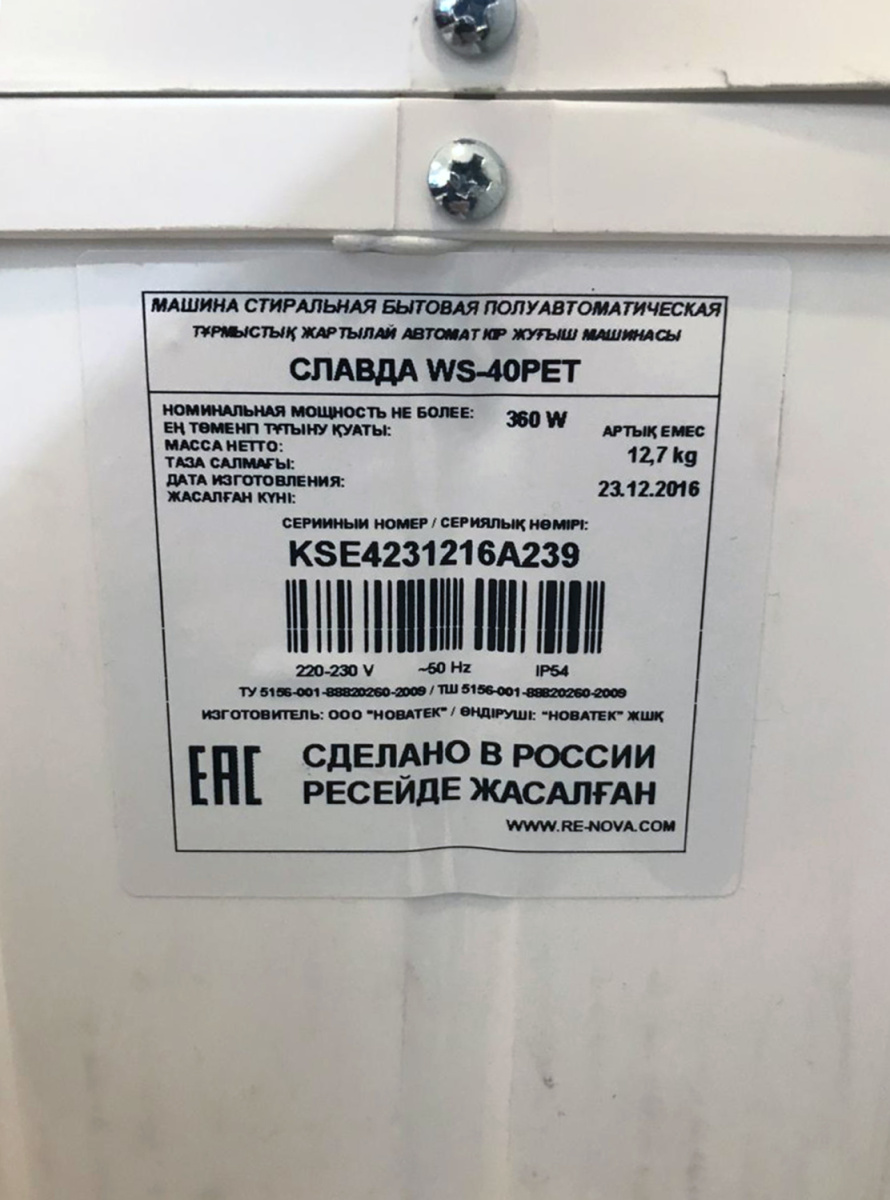 МАШИНА СТИРАЛЬНАЯ БЫТОВАЯ ПОЛУАВТОМАТИЧЕСКАЯ
ТҰРМЫСТЫҚ ЖАРТЫЛАЙ АВТОМАТ КІР ЖУҒЫШ МАШИНАСЫ
СЛАВДА WS-40PET
НОМИНАЛЬНАЯ МОЩНОСТЬ НЕ БОЛЕЕ: 360 W
ЕҢ ТӨМЕНГІ ТҰТЫНУ ҚУАТЫ: АРТЫҚ ЕМЕС
МАССА НЕТТО: 12,7 kg
ТАЗА САЛМАҒЫ:
ДАТА ИЗГОТОВЛЕНИЯ: 23.12.2016
ЖАСАЛҒАН КҮНІ:
СЕРИЙНЫЙ НОМЕР / СЕРИЯЛЫҚ НӨМІРІ:
KSE4231216A239
220-230 V ~50 Hz IP54
ТУ 5156-001-88820260-2009 / ТШ 5156-001-88820260-2009
ИЗГОТОВИТЕЛЬ: ООО "НОВАТЕК" / ӨНДІРУШІ: "НОВАТЕК" ЖШҚ
EAC СДЕЛАНО В РОССИИ
РЕСЕЙДЕ ЖАСАЛҒАН
WWW.RE-NOVA.COM